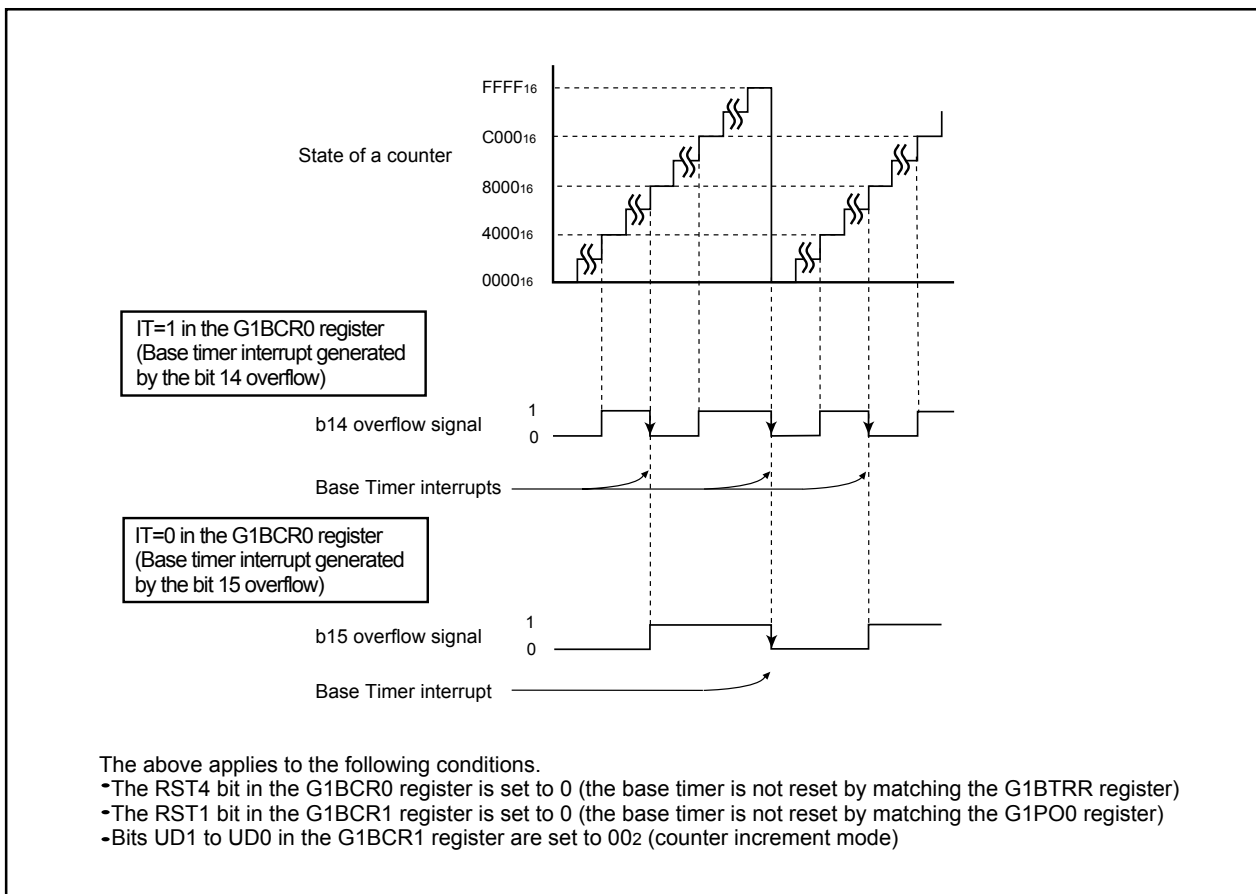 FFFF16
C00016
State of a counter
800016
400016
000016
IT=1 in the G1BCR0 register
(Base timer interrupt generated
by the bit 14 overflow)
b14 overflow signal
1
0
Base Timer interrupts
IT=0 in the G1BCR0 register
(Base timer interrupt generated
by the bit 15 overflow)
b15 overflow signal
1
0
Base Timer interrupt
The above applies to the following conditions.
•The RST4 bit in the G1BCR0 register is set to 0 (the base timer is not reset by matching the G1BTRR register)
•The RST1 bit in the G1BCR1 register is set to 0 (the base timer is not reset by matching the G1PO0 register)
•Bits UD1 to UD0 in the G1BCR1 register are set to 002 (counter increment mode)